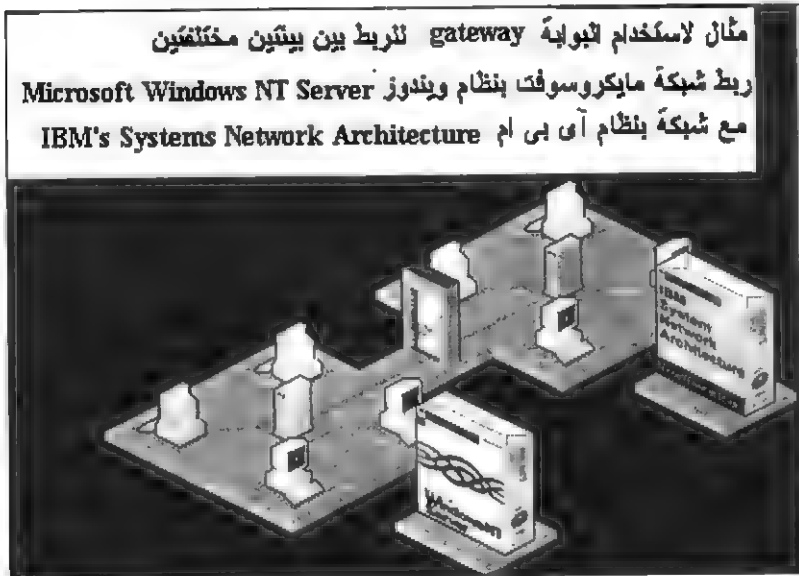 مثال لاستخدام البوابة gateway للربط بين بيئتين مختلفتين
ربط شبكة مايكروسوفت بنظام ويندوز Microsoft Windows NT Server
مع شبكة بنظام آى بى ام IBM's Systems Network Architecture
IBM
System
Network
Architecture
Windows